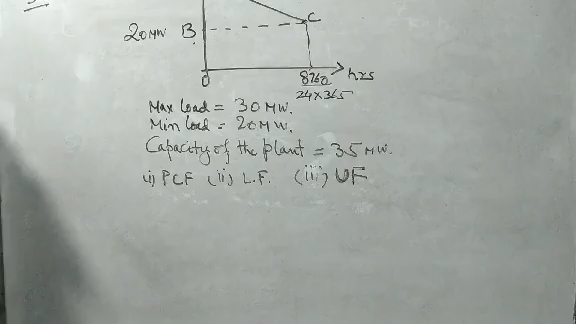 C
20MW B
0
8760 hrs
24×365
Max load = 30 MW.
Min load = 20 MW.
Capacity of the plant = 35 MW.
(i) PCF (ii) L.F. (iii) UF